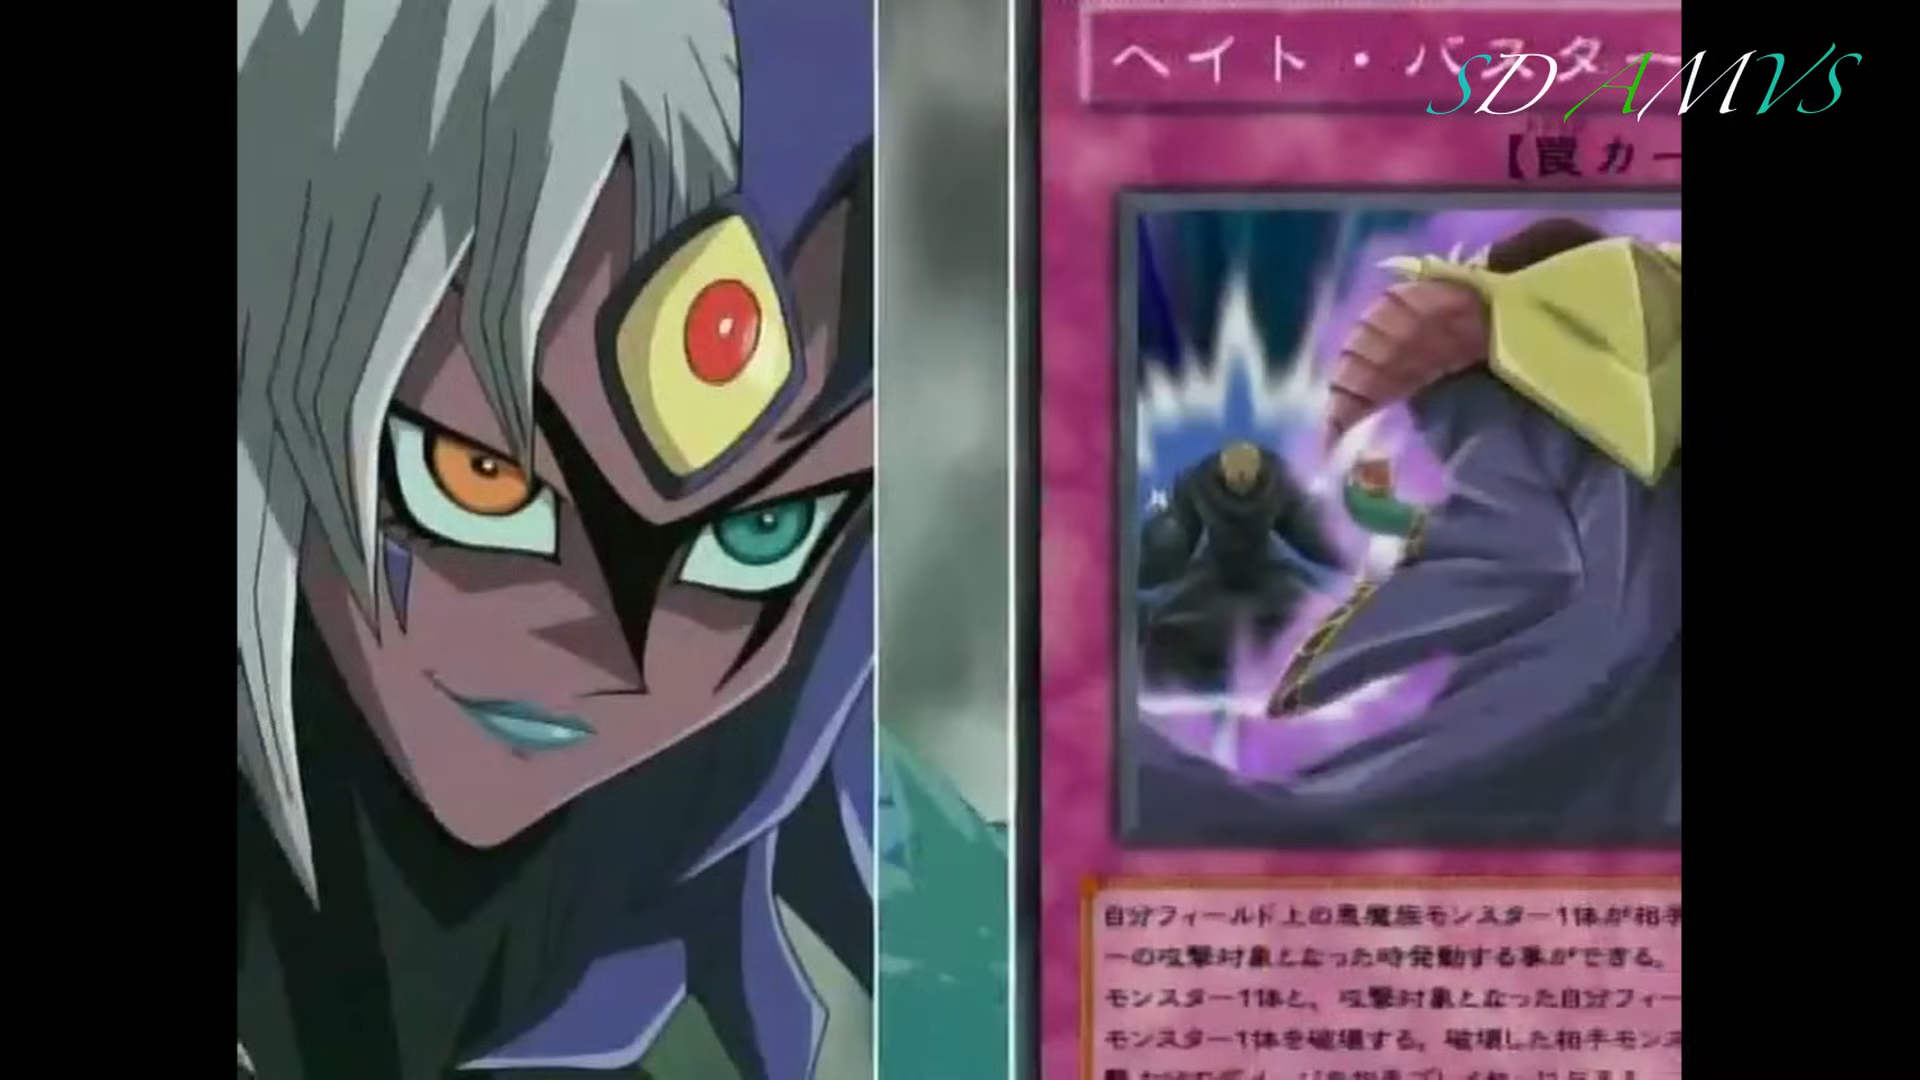 ヘイト・バスター
SDAMVS
【罠カー
自分フィールド上の悪魔族モンスター1体が相手
ーの攻撃対象となった時発動する事ができる。
モンスター1体と、攻撃対象となった自分フィー
モンスター1体を破壊する。破壊した相手モンス